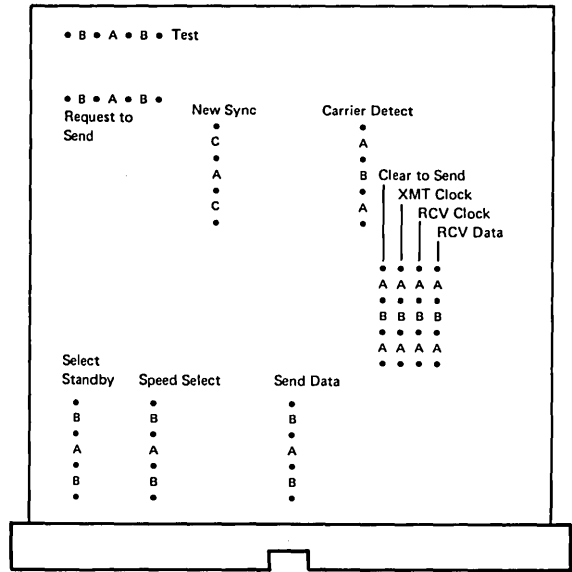 • B • A • B • Test
• B • A • B •
Request to
Send
New Sync
•
C
•
A
•
C
•
Carrier Detect
•
A
•
B
•
A
•
Clear to Send
XMT Clock
RCV Clock
RCV Data
• • • •
A A A A
• • • •
B B B B
• • • •
A A A A
• • • •
Select
Standby
•
B
•
A
•
B
•
Speed Select
•
B
•
A
•
B
•
Send Data
•
B
•
A
•
B
•